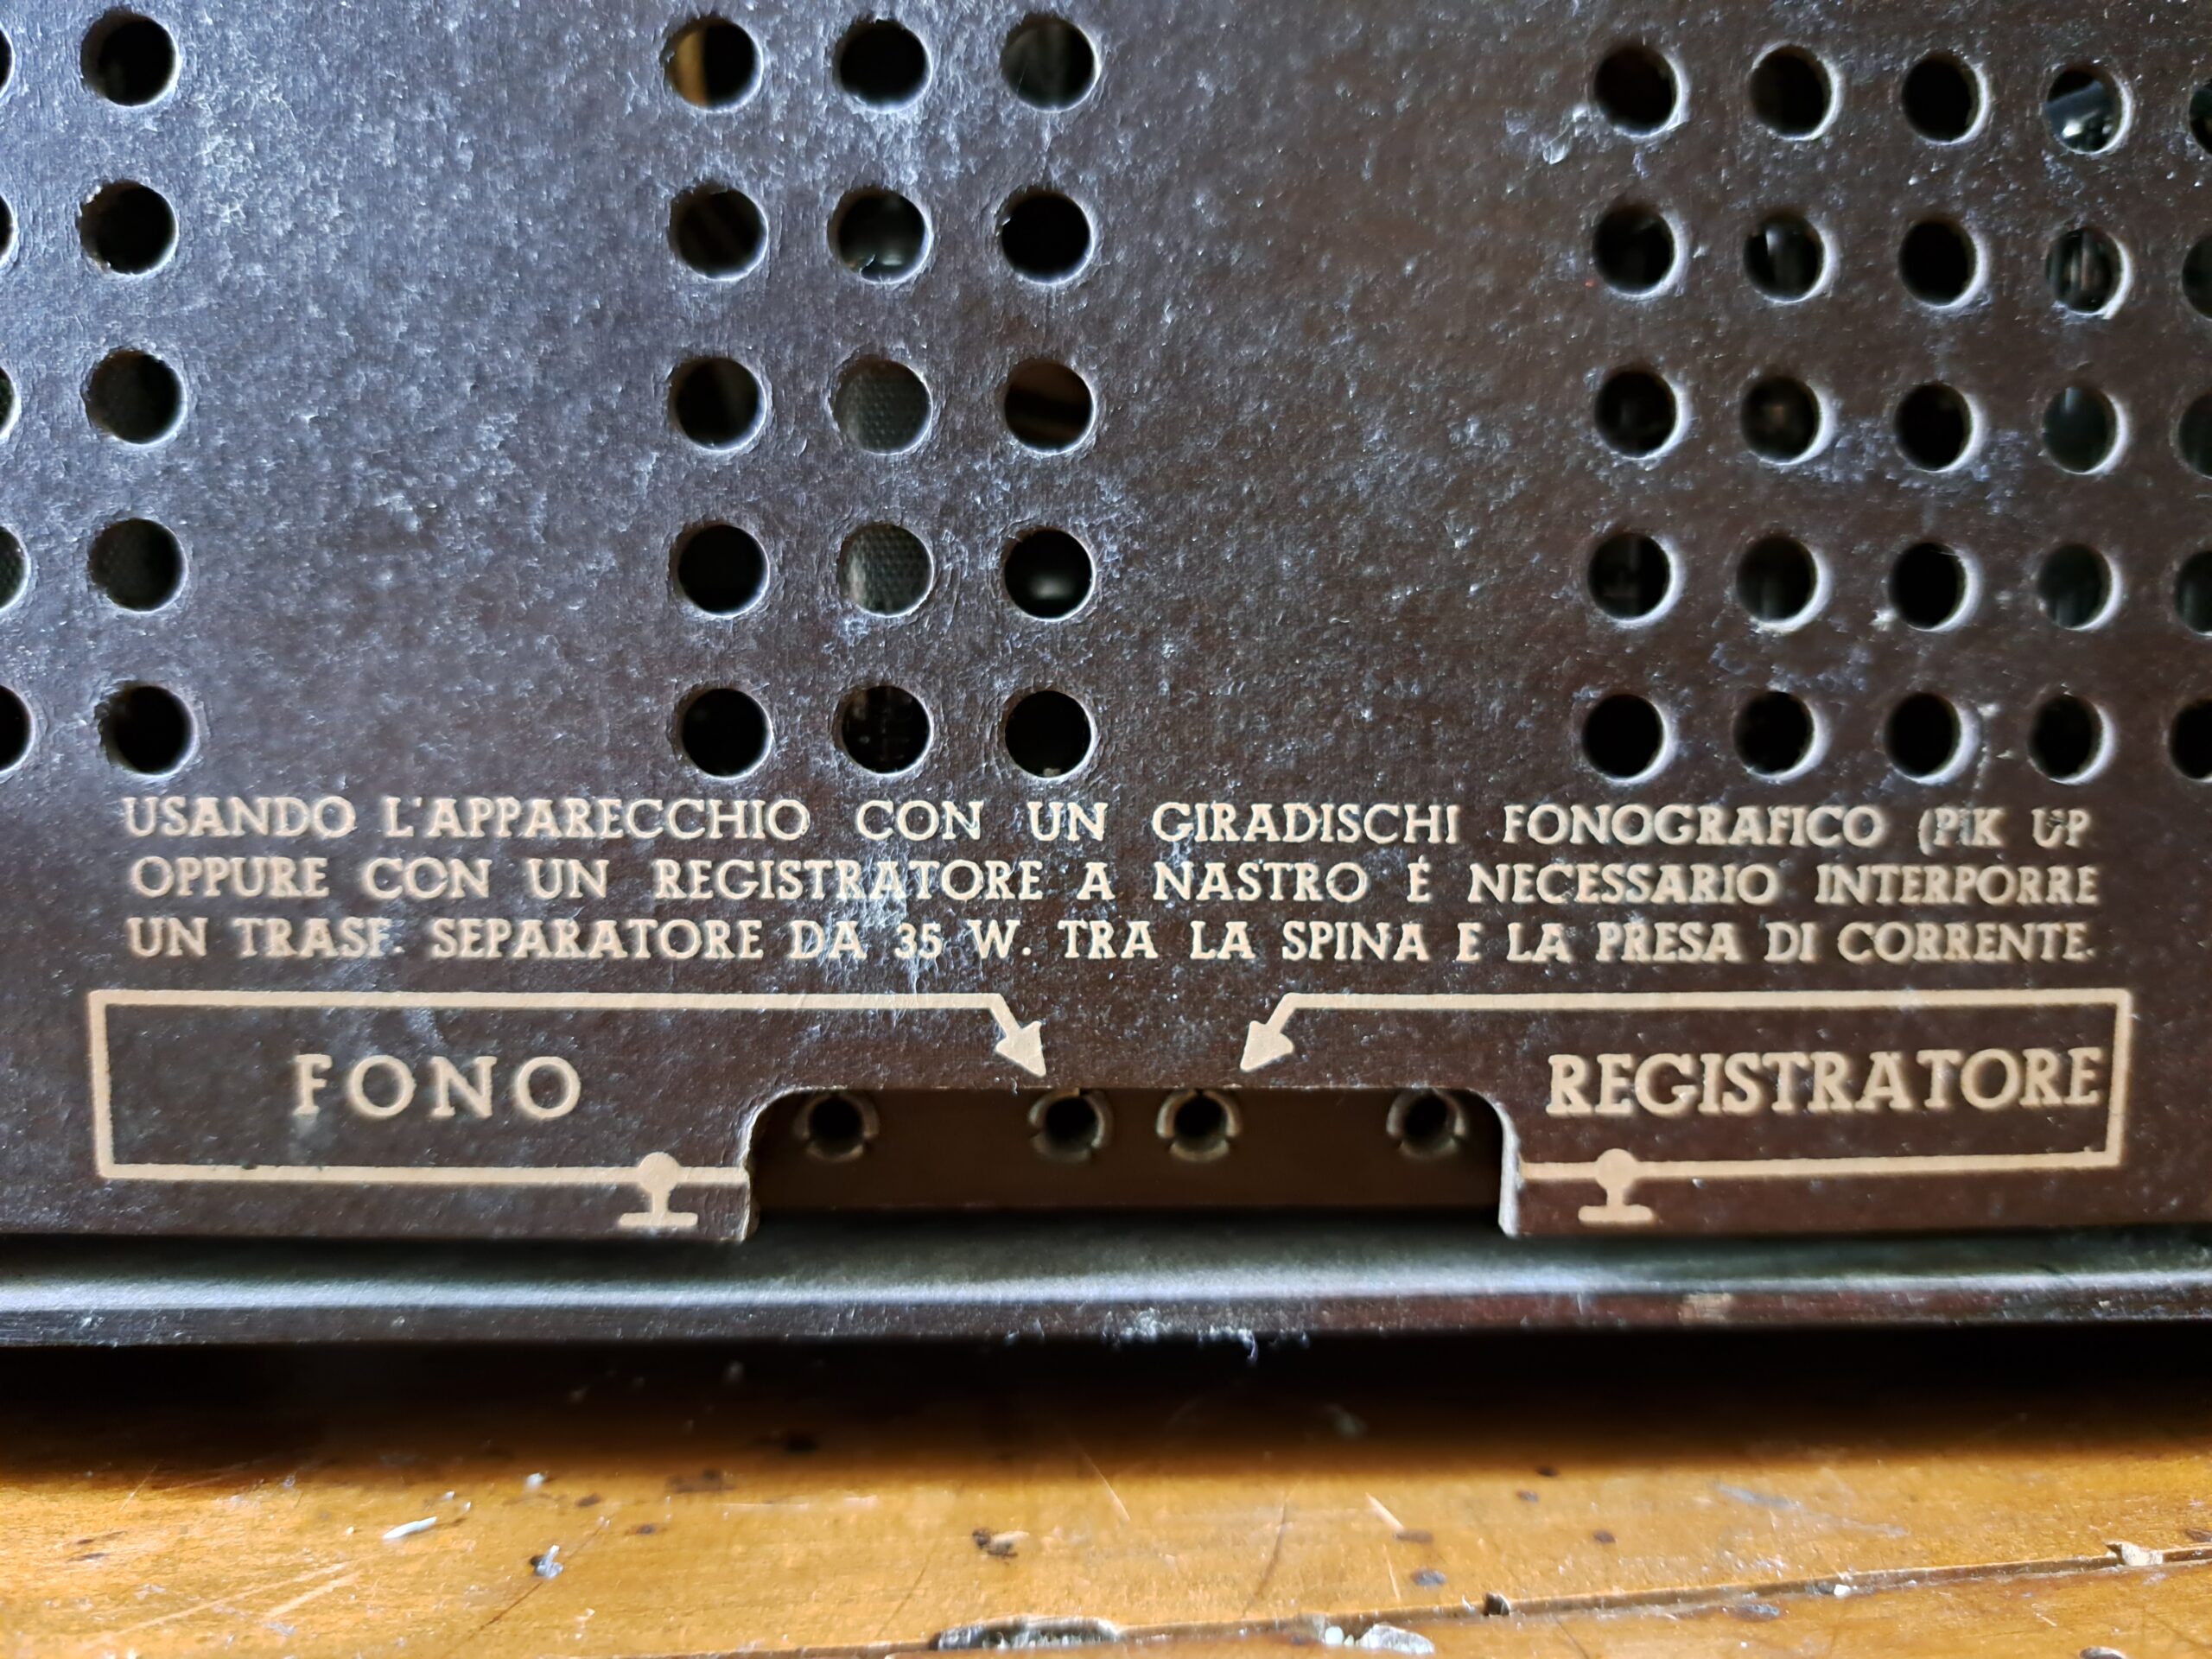 USANDO L'APPARECCHIO CON UN GIRADISCHI FONOGRAFICO (PIK UP
OPPURE CON UN REGISTRATORE A NASTRO É NECESSARIO INTERPORRE
UN TRASF. SEPARATORE DA 35 W. TRA LA SPINA E LA PRESA DI CORRENTE.
FONO
REGISTRATORE